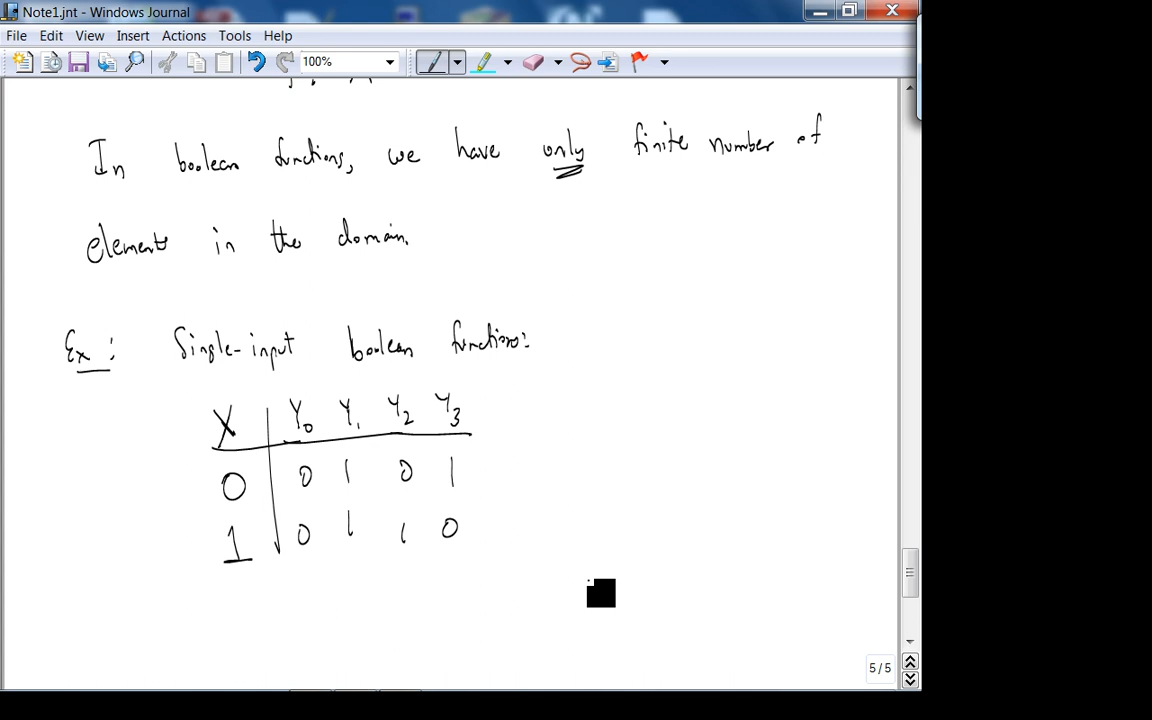 Note1.jnt - Windows Journal
File Edit View Insert Actions Tools Help
100%
In boolean functions, we have only finite number of
elements in the domain.
Ex: Single-input boolean functions:
X Y0 Y1 Y2 Y3
0 0 1 0 1
1 0 1 1 0
5/5